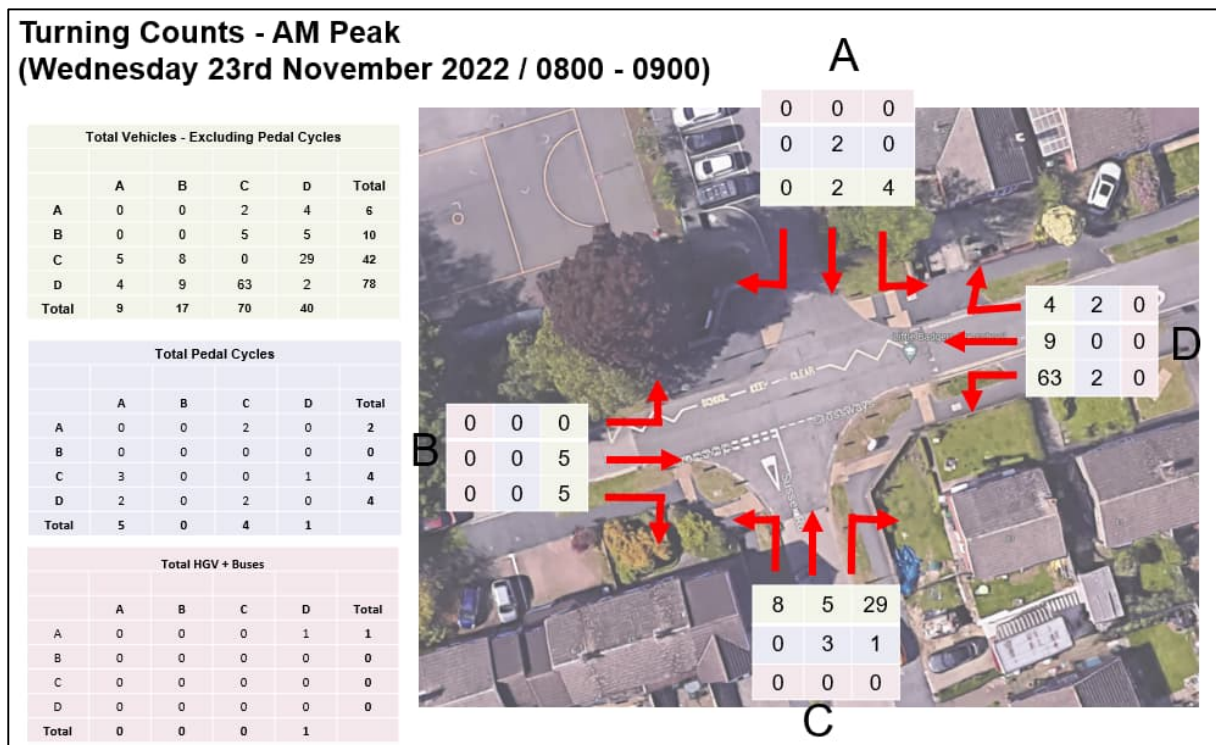 Turning Counts - AM Peak
(Wednesday 23rd November 2022 / 0800 - 0900)
Total Vehicles - Excluding Pedal Cycles
A B C D Total
A 0 0 2 4 6
B 0 0 5 5 10
C 5 8 0 29 42
D 4 9 63 2 78
Total 9 17 70 40
Total Pedal Cycles
A B C D Total
A 0 0 2 0 2
B 0 0 0 0 0
C 3 0 0 1 4
D 2 0 2 0 4
Total 5 0 4 1
Total HGV + Buses
A B C D Total
A 0 0 0 1 1
B 0 0 0 0 0
C 0 0 0 0 0
D 0 0 0 0 0
Total 0 0 0 1
A
0 0 0
0 2 0
0 2 4
4 2 0
9 0 0
63 2 0
D
SCHOOL KEEP CLEAR
Crossways
B
0 0 0
0 0 5
0 0 5
8 5 29
0 3 1
0 0 0
C